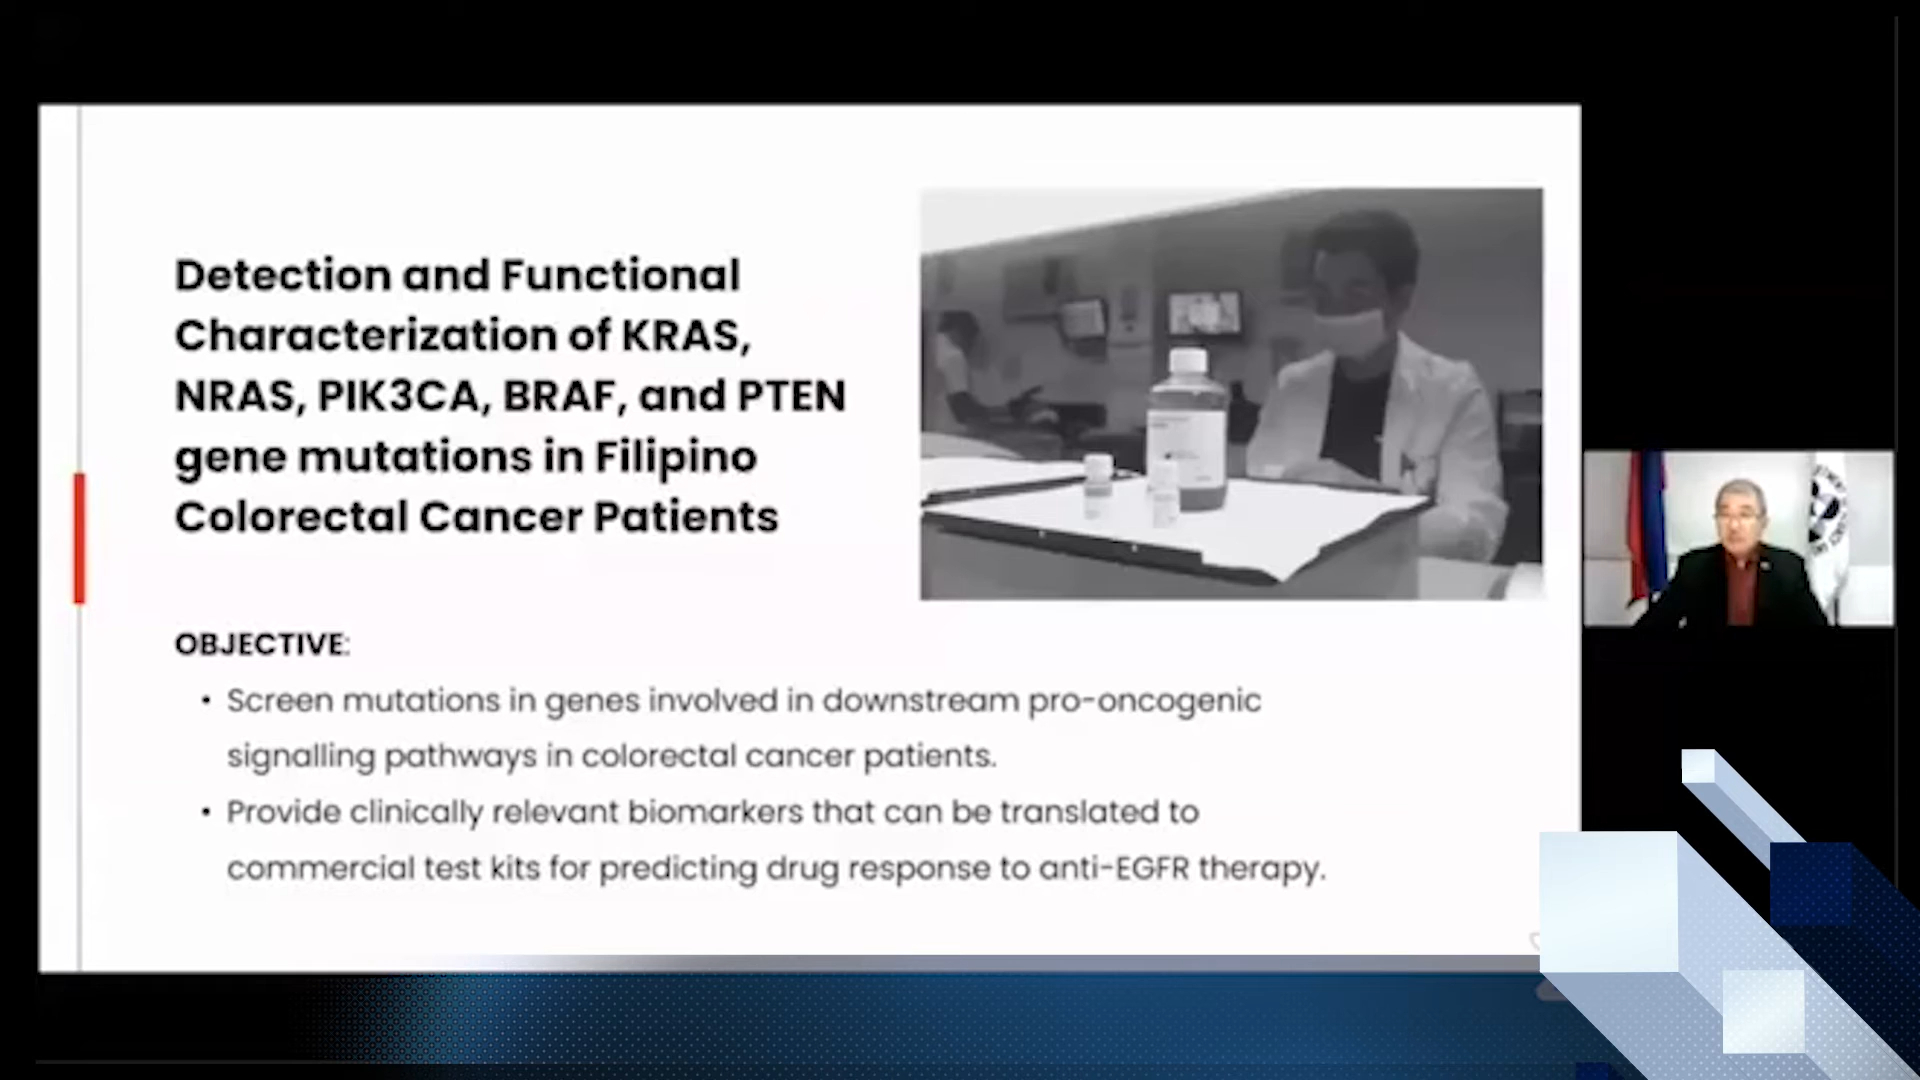 Detection and Functional
Characterization of KRAS,
NRAS, PIK3CA, BRAF, and PTEN
gene mutations in Filipino
Colorectal Cancer Patients
OBJECTIVE:
• Screen mutations in genes involved in downstream pro-oncogenic
signalling pathways in colorectal cancer patients.
• Provide clinically relevant biomarkers that can be translated to
commercial test kits for predicting drug response to anti-EGFR therapy.